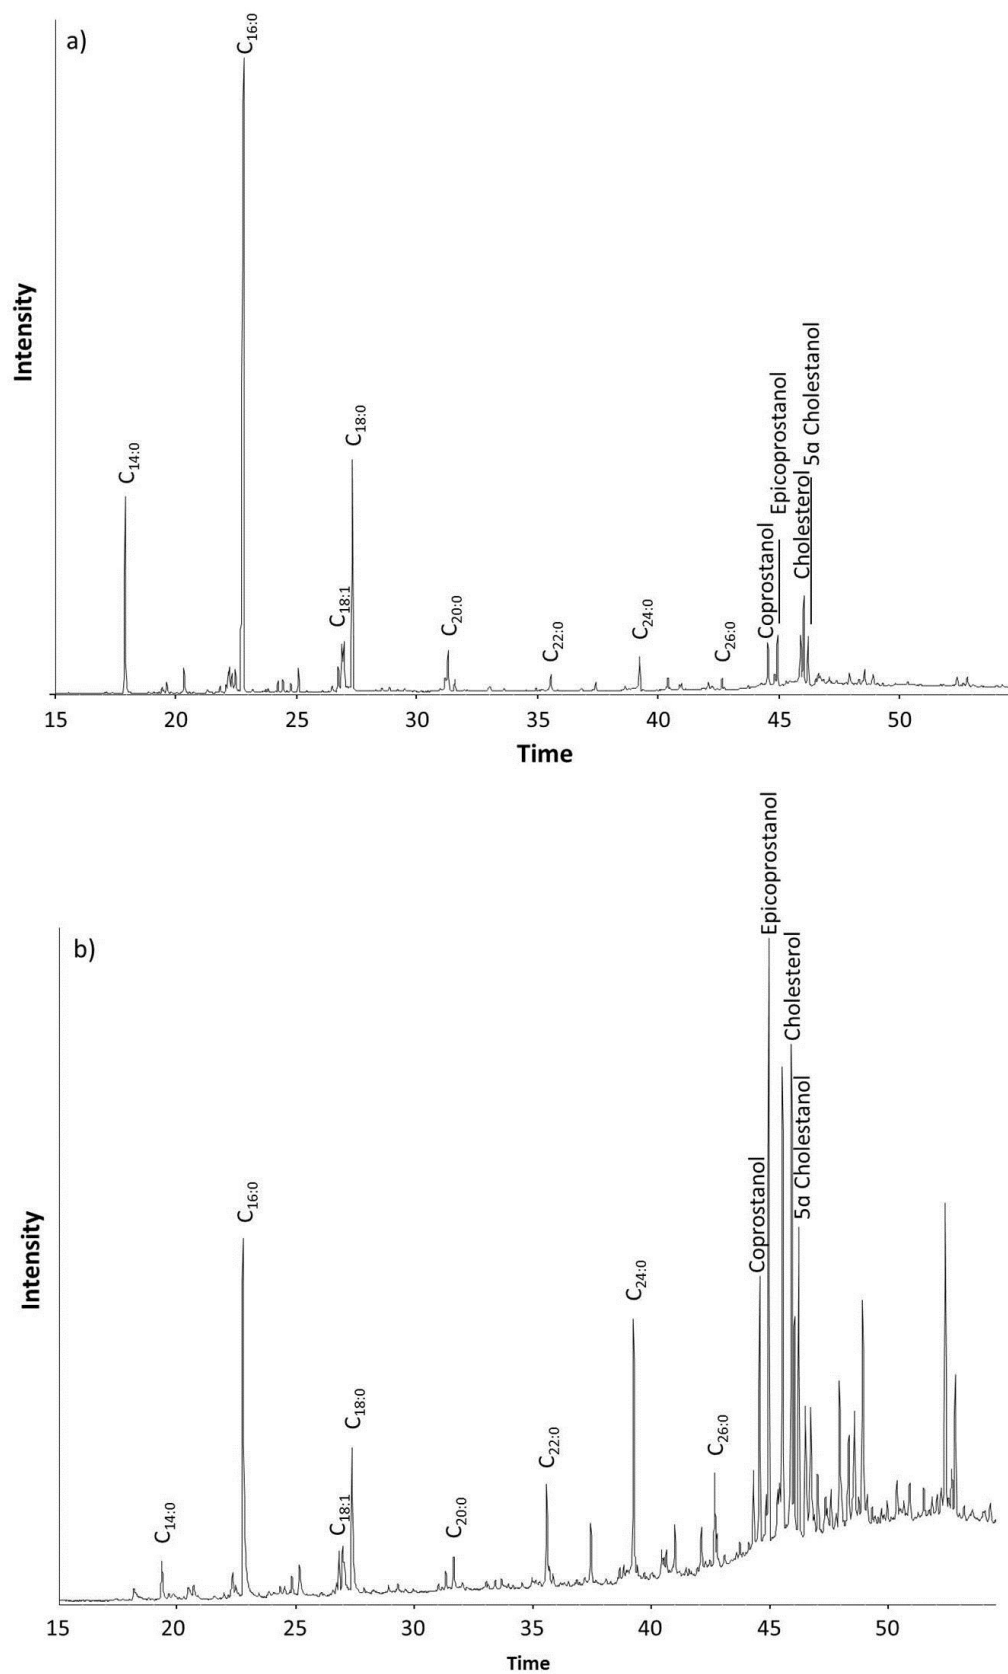 a)
C16:0
C14:0
C18:1
C18:0
C20:0
C22:0
C24:0
C26:0
Coprostanol
Epicoprostanol
Cholesterol
5α Cholestanol
Intensity
15 20 25 30 35 40 45 50
Time
b)
C14:0
C16:0
C18:1
C18:0
C20:0
C22:0
C24:0
C26:0
Coprostanol
Epicoprostanol
Cholesterol
5α Cholestanol
Intensity
15 20 25 30 35 40 45 50
Time